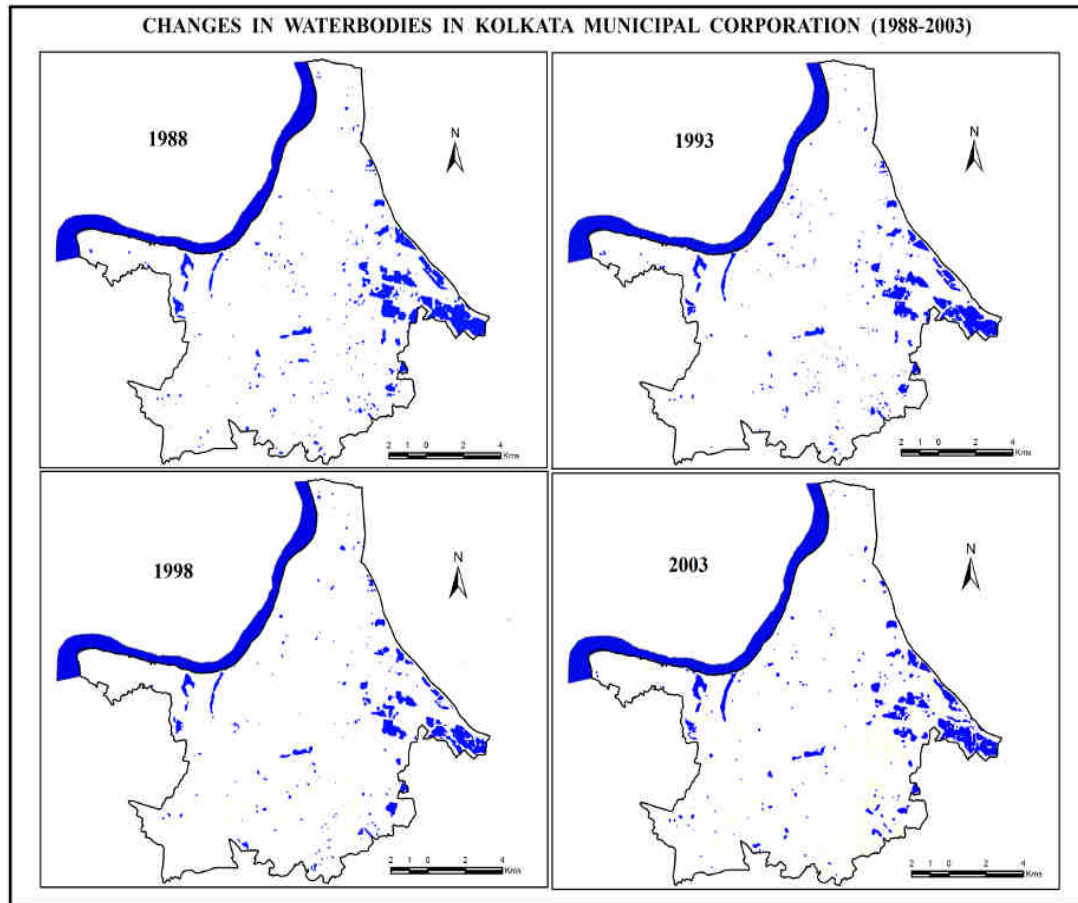 CHANGES IN WATERBODIES IN KOLKATA MUNICIPAL CORPORATION (1988-2003)
1988
N
2 1 0 2 4
Kms
1993
N
2 1 0 2 4
Kms
1998
N
2 1 0 2 4
Kms
2003
N
2 1 0 2 4
Kms